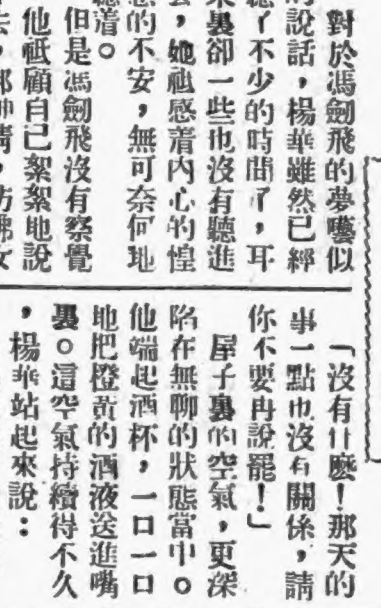 對於馮劍飛的夢囈似
的說話，楊華雖然已經
聽了不少的時間了，耳
裏卻一些也沒有聽進
，她祇感着內心的惶
的不安，無可奈何地
聽着。
但是馮劍飛沒有察覺
他祇顧自己絮絮地說
去，那神情，彷彿女
「沒有什麼！那天的
事一點也沒有關係，請
你不要再說罷！」
屋子裏的空氣，更深
陷在無聊的狀態當中。
他端起酒杯，一口一口
地把橙黃的酒液送進嘴
裏。這空氣持續得不久
，楊華站起來說：